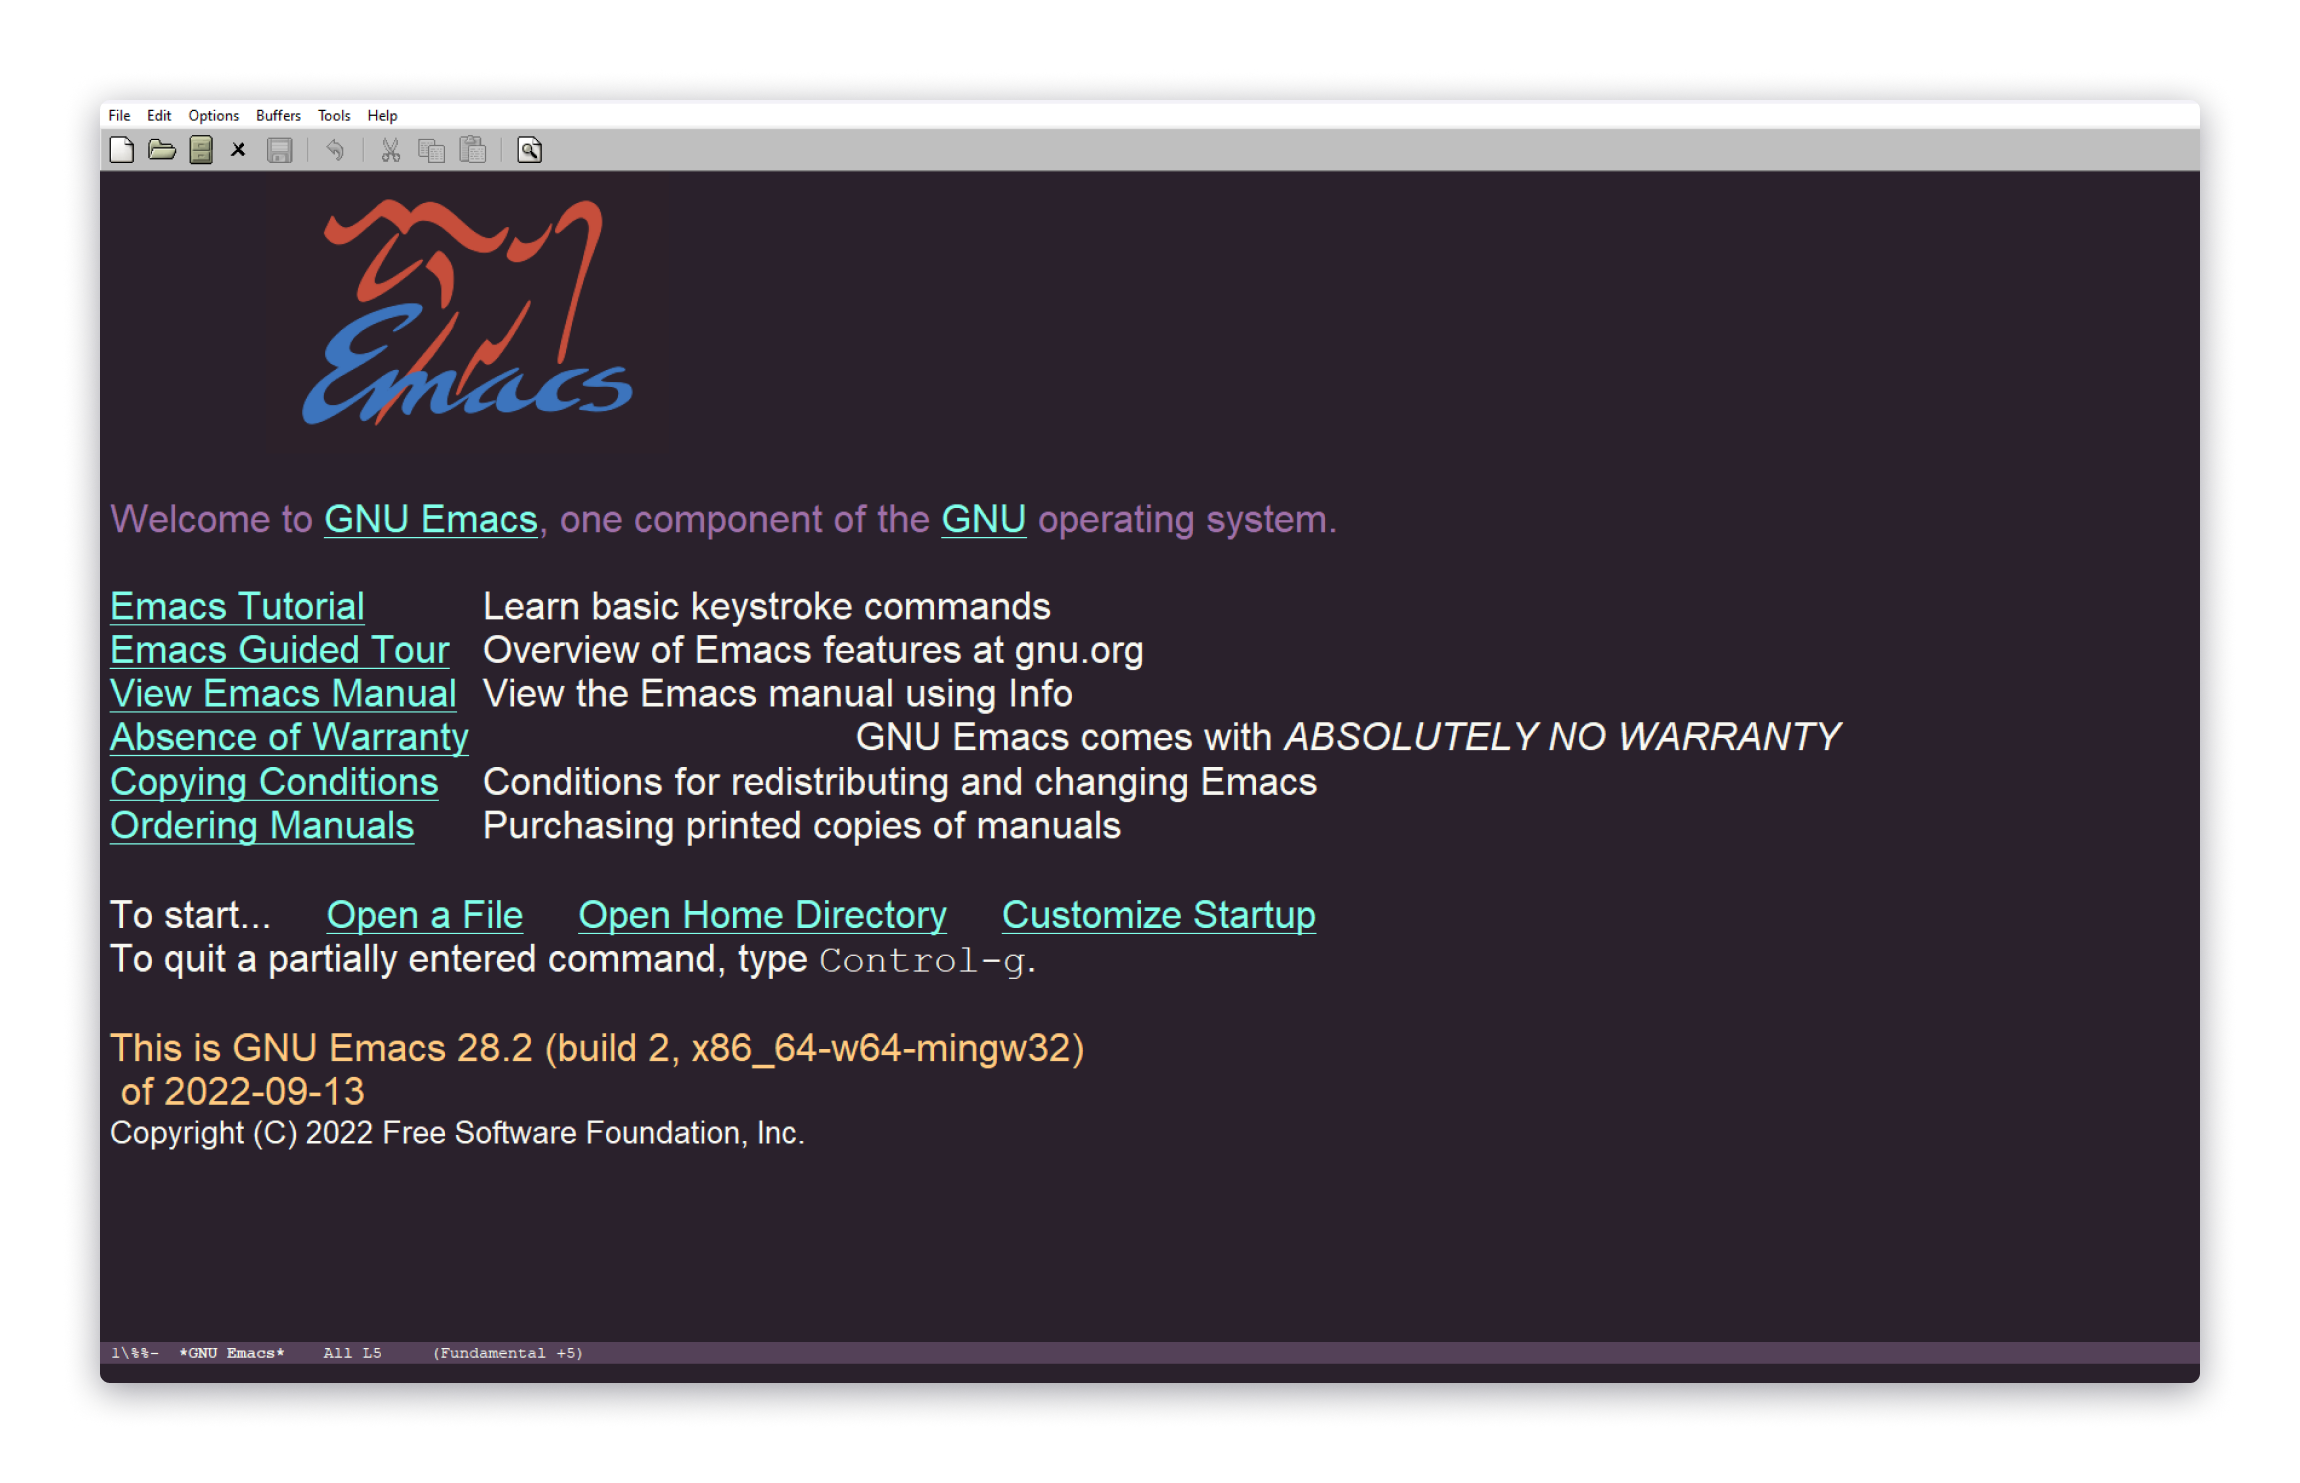 File Edit Options Buffers Tools Help
Emacs
Welcome to GNU Emacs, one component of the GNU operating system.
Emacs Tutorial Learn basic keystroke commands
Emacs Guided Tour Overview of Emacs features at gnu.org
View Emacs Manual View the Emacs manual using Info
Absence of Warranty GNU Emacs comes with ABSOLUTELY NO WARRANTY
Copying Conditions Conditions for redistributing and changing Emacs
Ordering Manuals Purchasing printed copies of manuals
To start... Open a File Open Home Directory Customize Startup
To quit a partially entered command, type Control-g.
This is GNU Emacs 28.2 (build 2, x86_64-w64-mingw32)
of 2022-09-13
Copyright (C) 2022 Free Software Foundation, Inc.
1\%%- *GNU Emacs* All L5 (Fundamental +5)